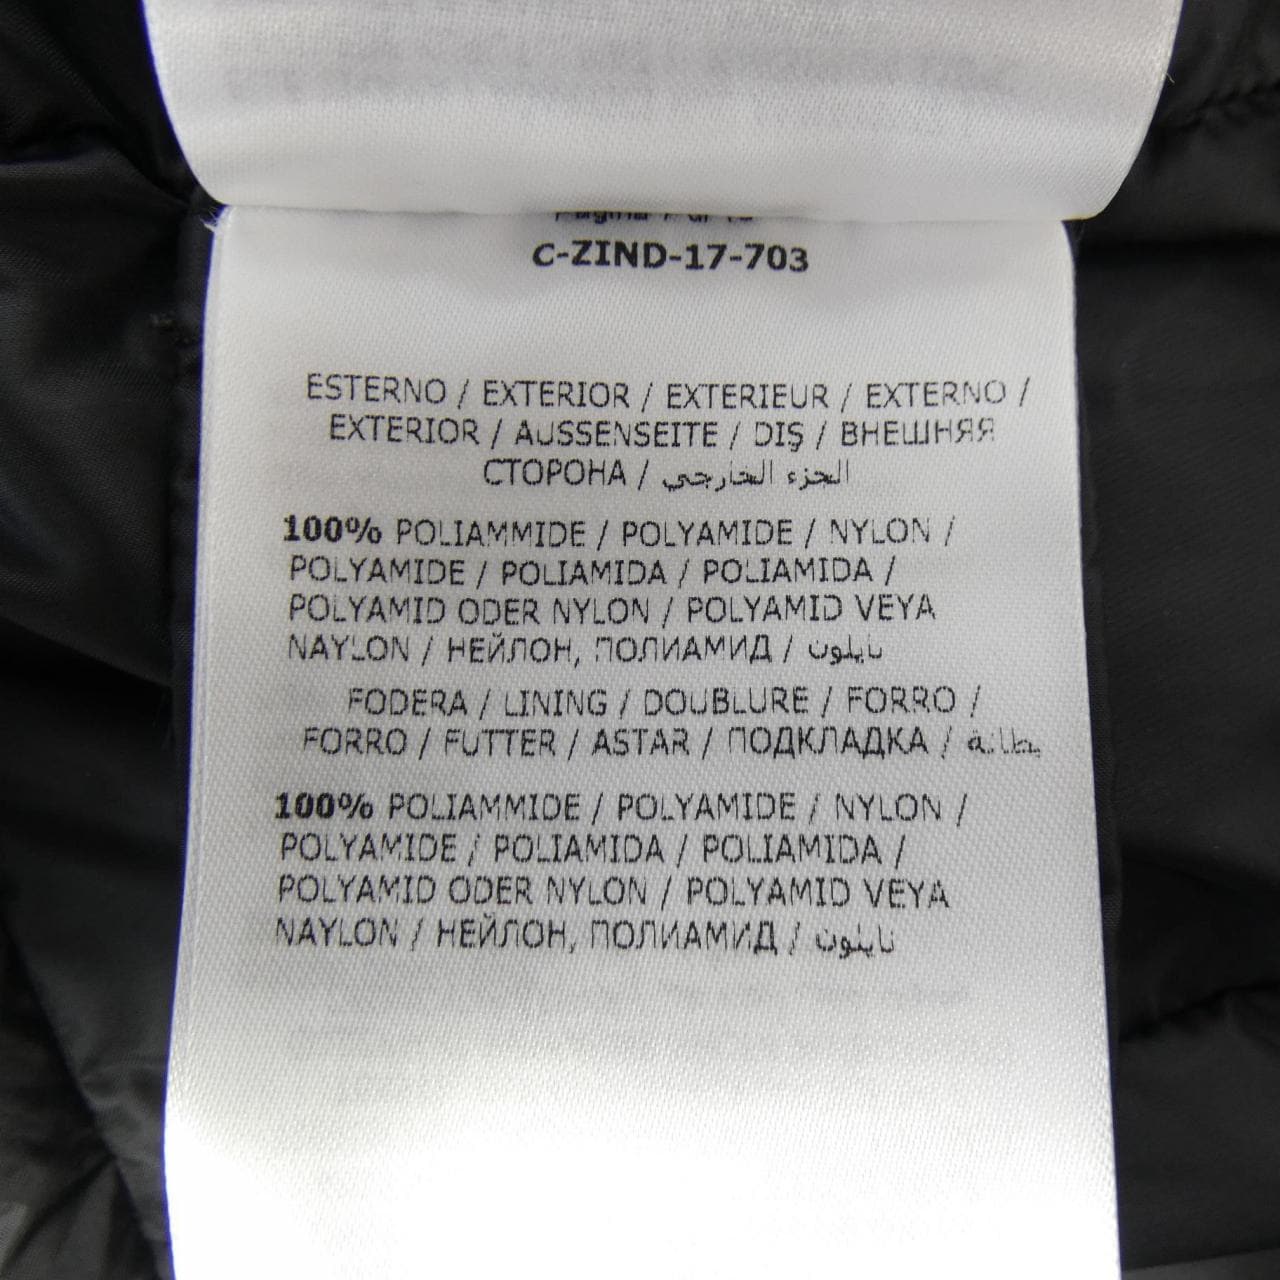 C-ZIND-17-703
ESTERNO / EXTERIOR / EXTERIEUR / EXTERNO /
EXTERIOR / AUSSENSEITE / DIŞ / ВНЕШНЯЯ
СТОРОНА / الجزء الخارجي
100% POLIAMMIDE / POLYAMIDE / NYLON /
POLYAMIDE / POLIAMIDA / POLIAMIDA /
POLYAMID ODER NYLON / POLYAMID VEYA
NAYLON / НЕЙЛОН, ПОЛИАМИД / نايلون
FODERA / LINING / DOUBLURE / FORRO /
FORRO / FUTTER / ASTAR / ПОДКЛАДКА / بطانة
100% POLIAMMIDE / POLYAMIDE / NYLON /
POLYAMIDE / POLIAMIDA / POLIAMIDA /
POLYAMID ODER NYLON / POLYAMID VEYA
NAYLON / НЕЙЛОН, ПОЛИАМИД / نايلون